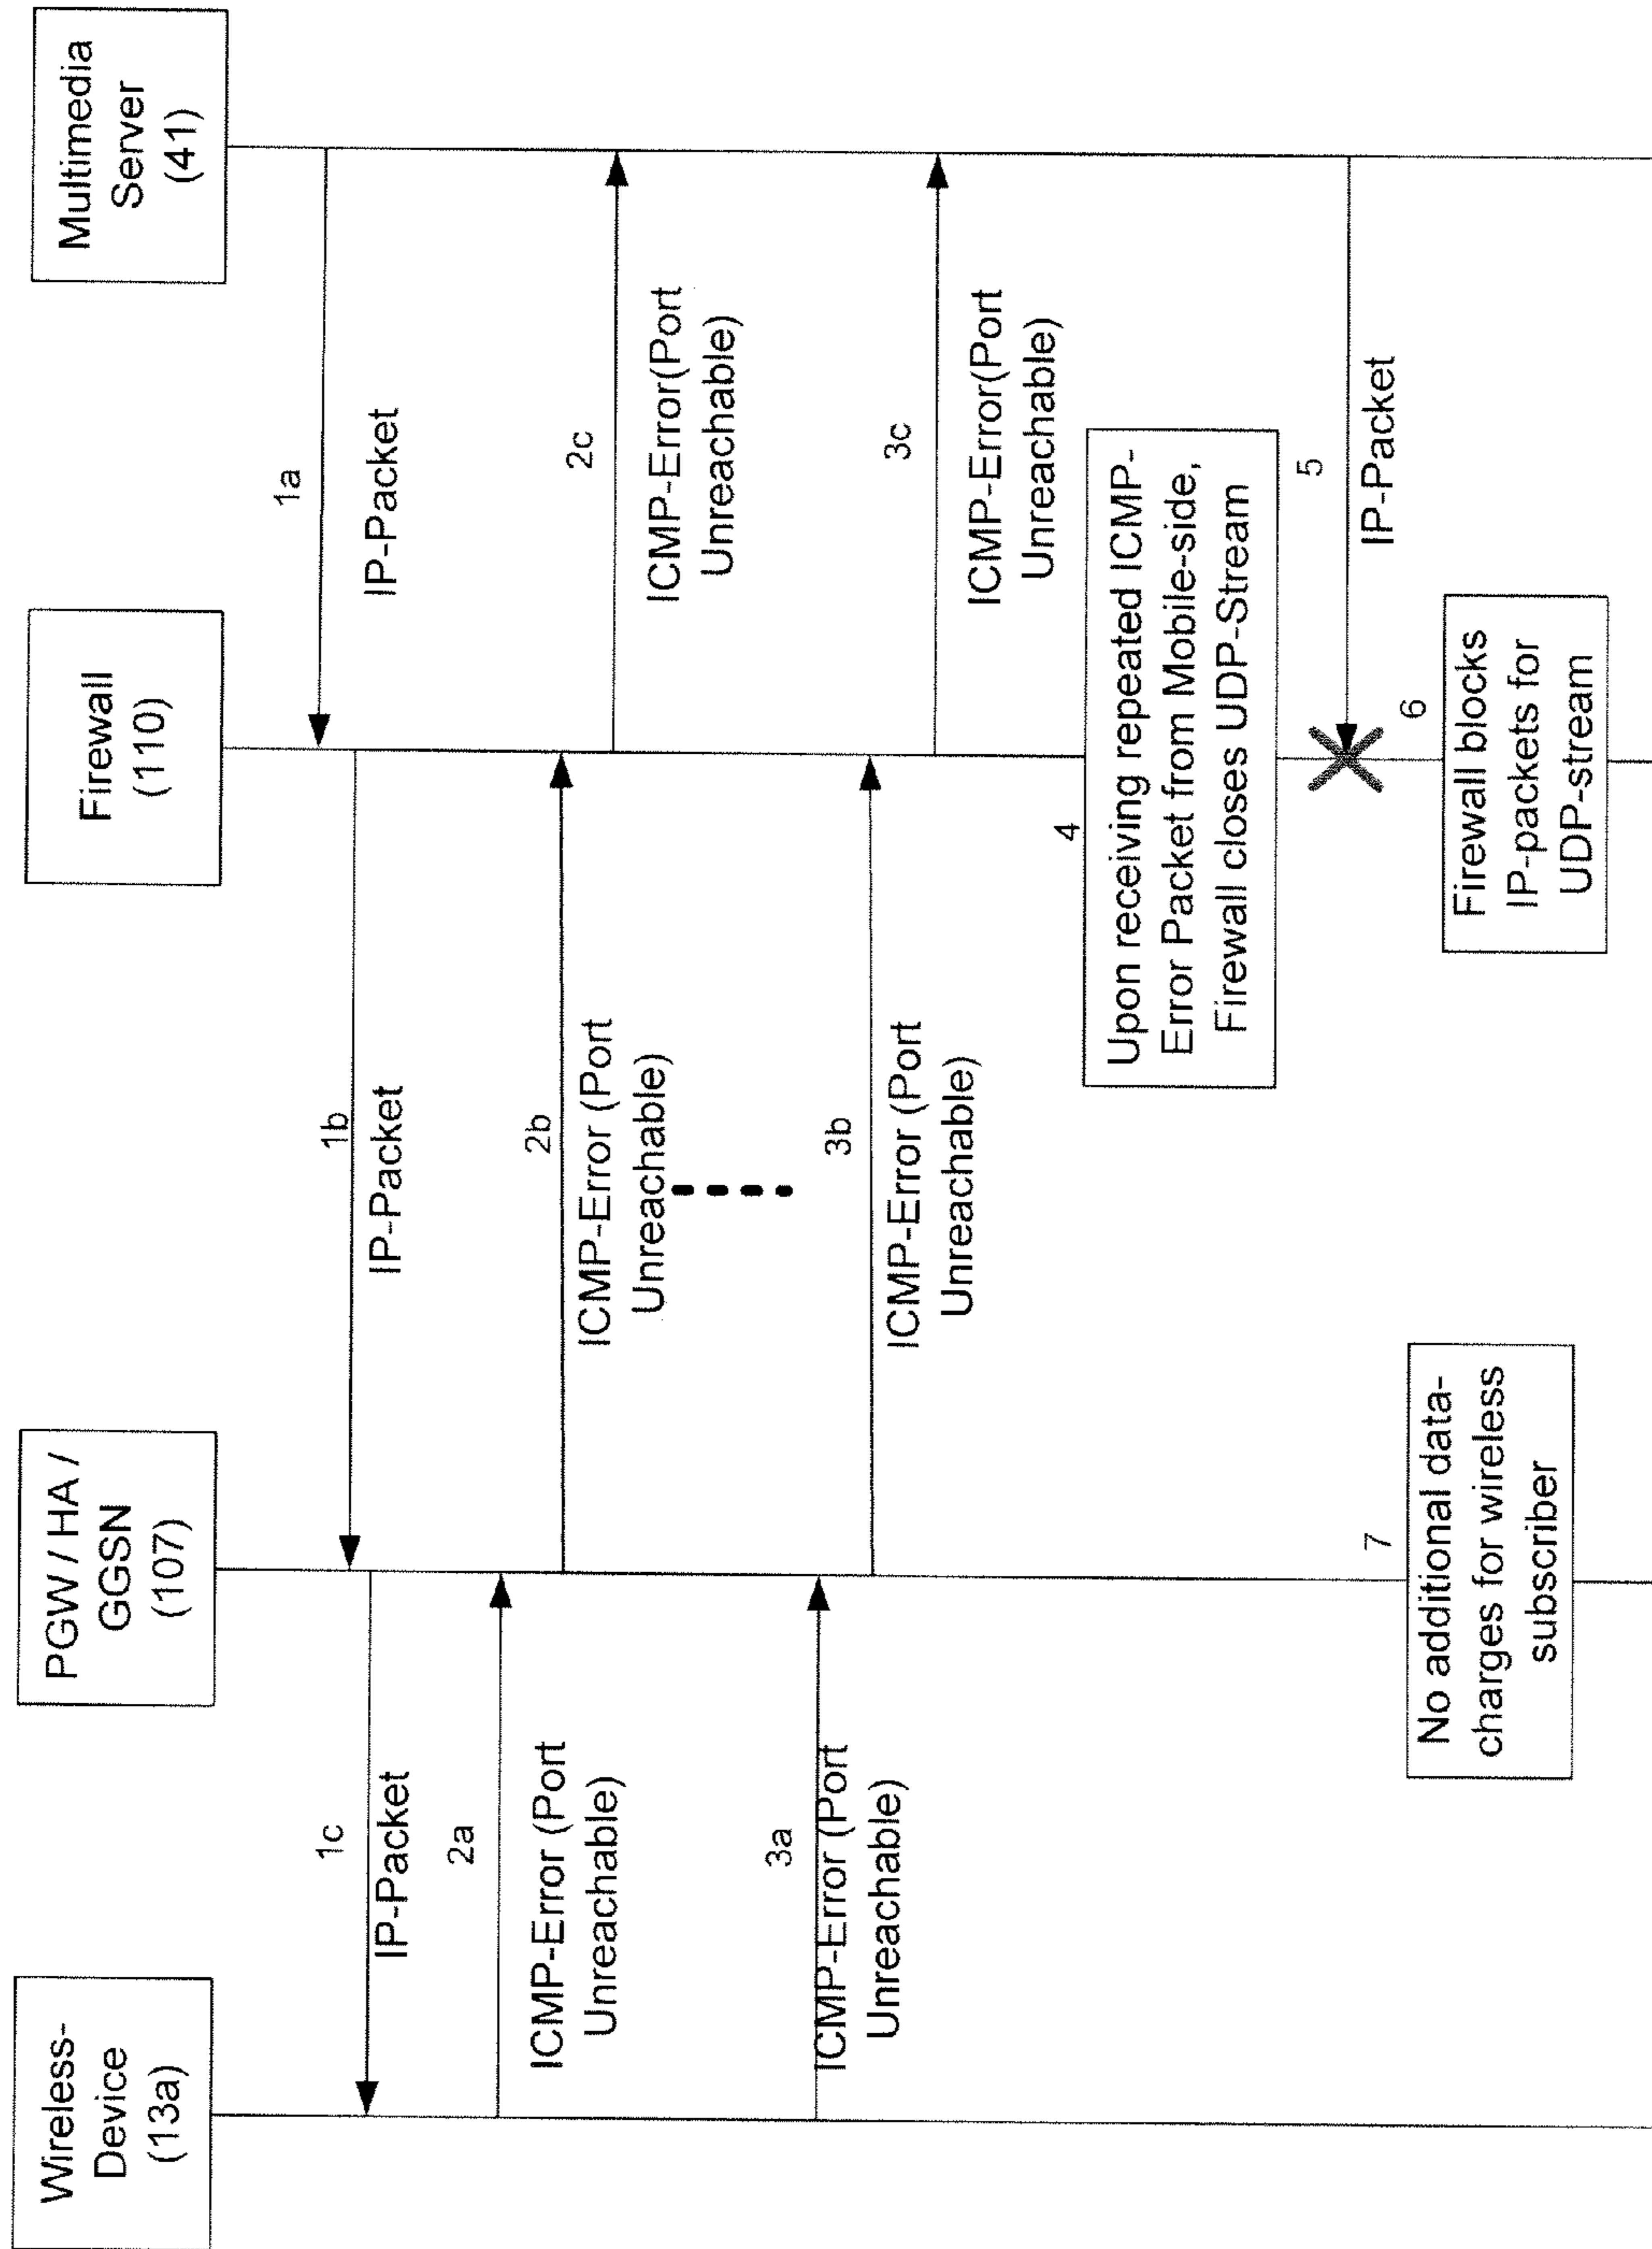 Wireless-
Device
(13a)
PGW / HA /
GGSN
(107)
Firewall
(110)
Multimedia
Server
(41)
1a
IP-Packet
1b
IP-Packet
1c
IP-Packet
2a
ICMP-Error (Port
Unreachable)
2b
ICMP-Error (Port
Unreachable)
2c
ICMP-Error(Port
Unreachable)
3a
ICMP-Error (Port
Unreachable)
3b
ICMP-Error (Port
Unreachable)
3c
ICMP-Error(Port
Unreachable)
4
Upon receiving repeated ICMP-
Error Packet from Mobile-side,
Firewall closes UDP-Stream
5
IP-Packet
6
Firewall blocks
IP-packets for
UDP-stream
7
No additional data-
charges for wireless
subscriber